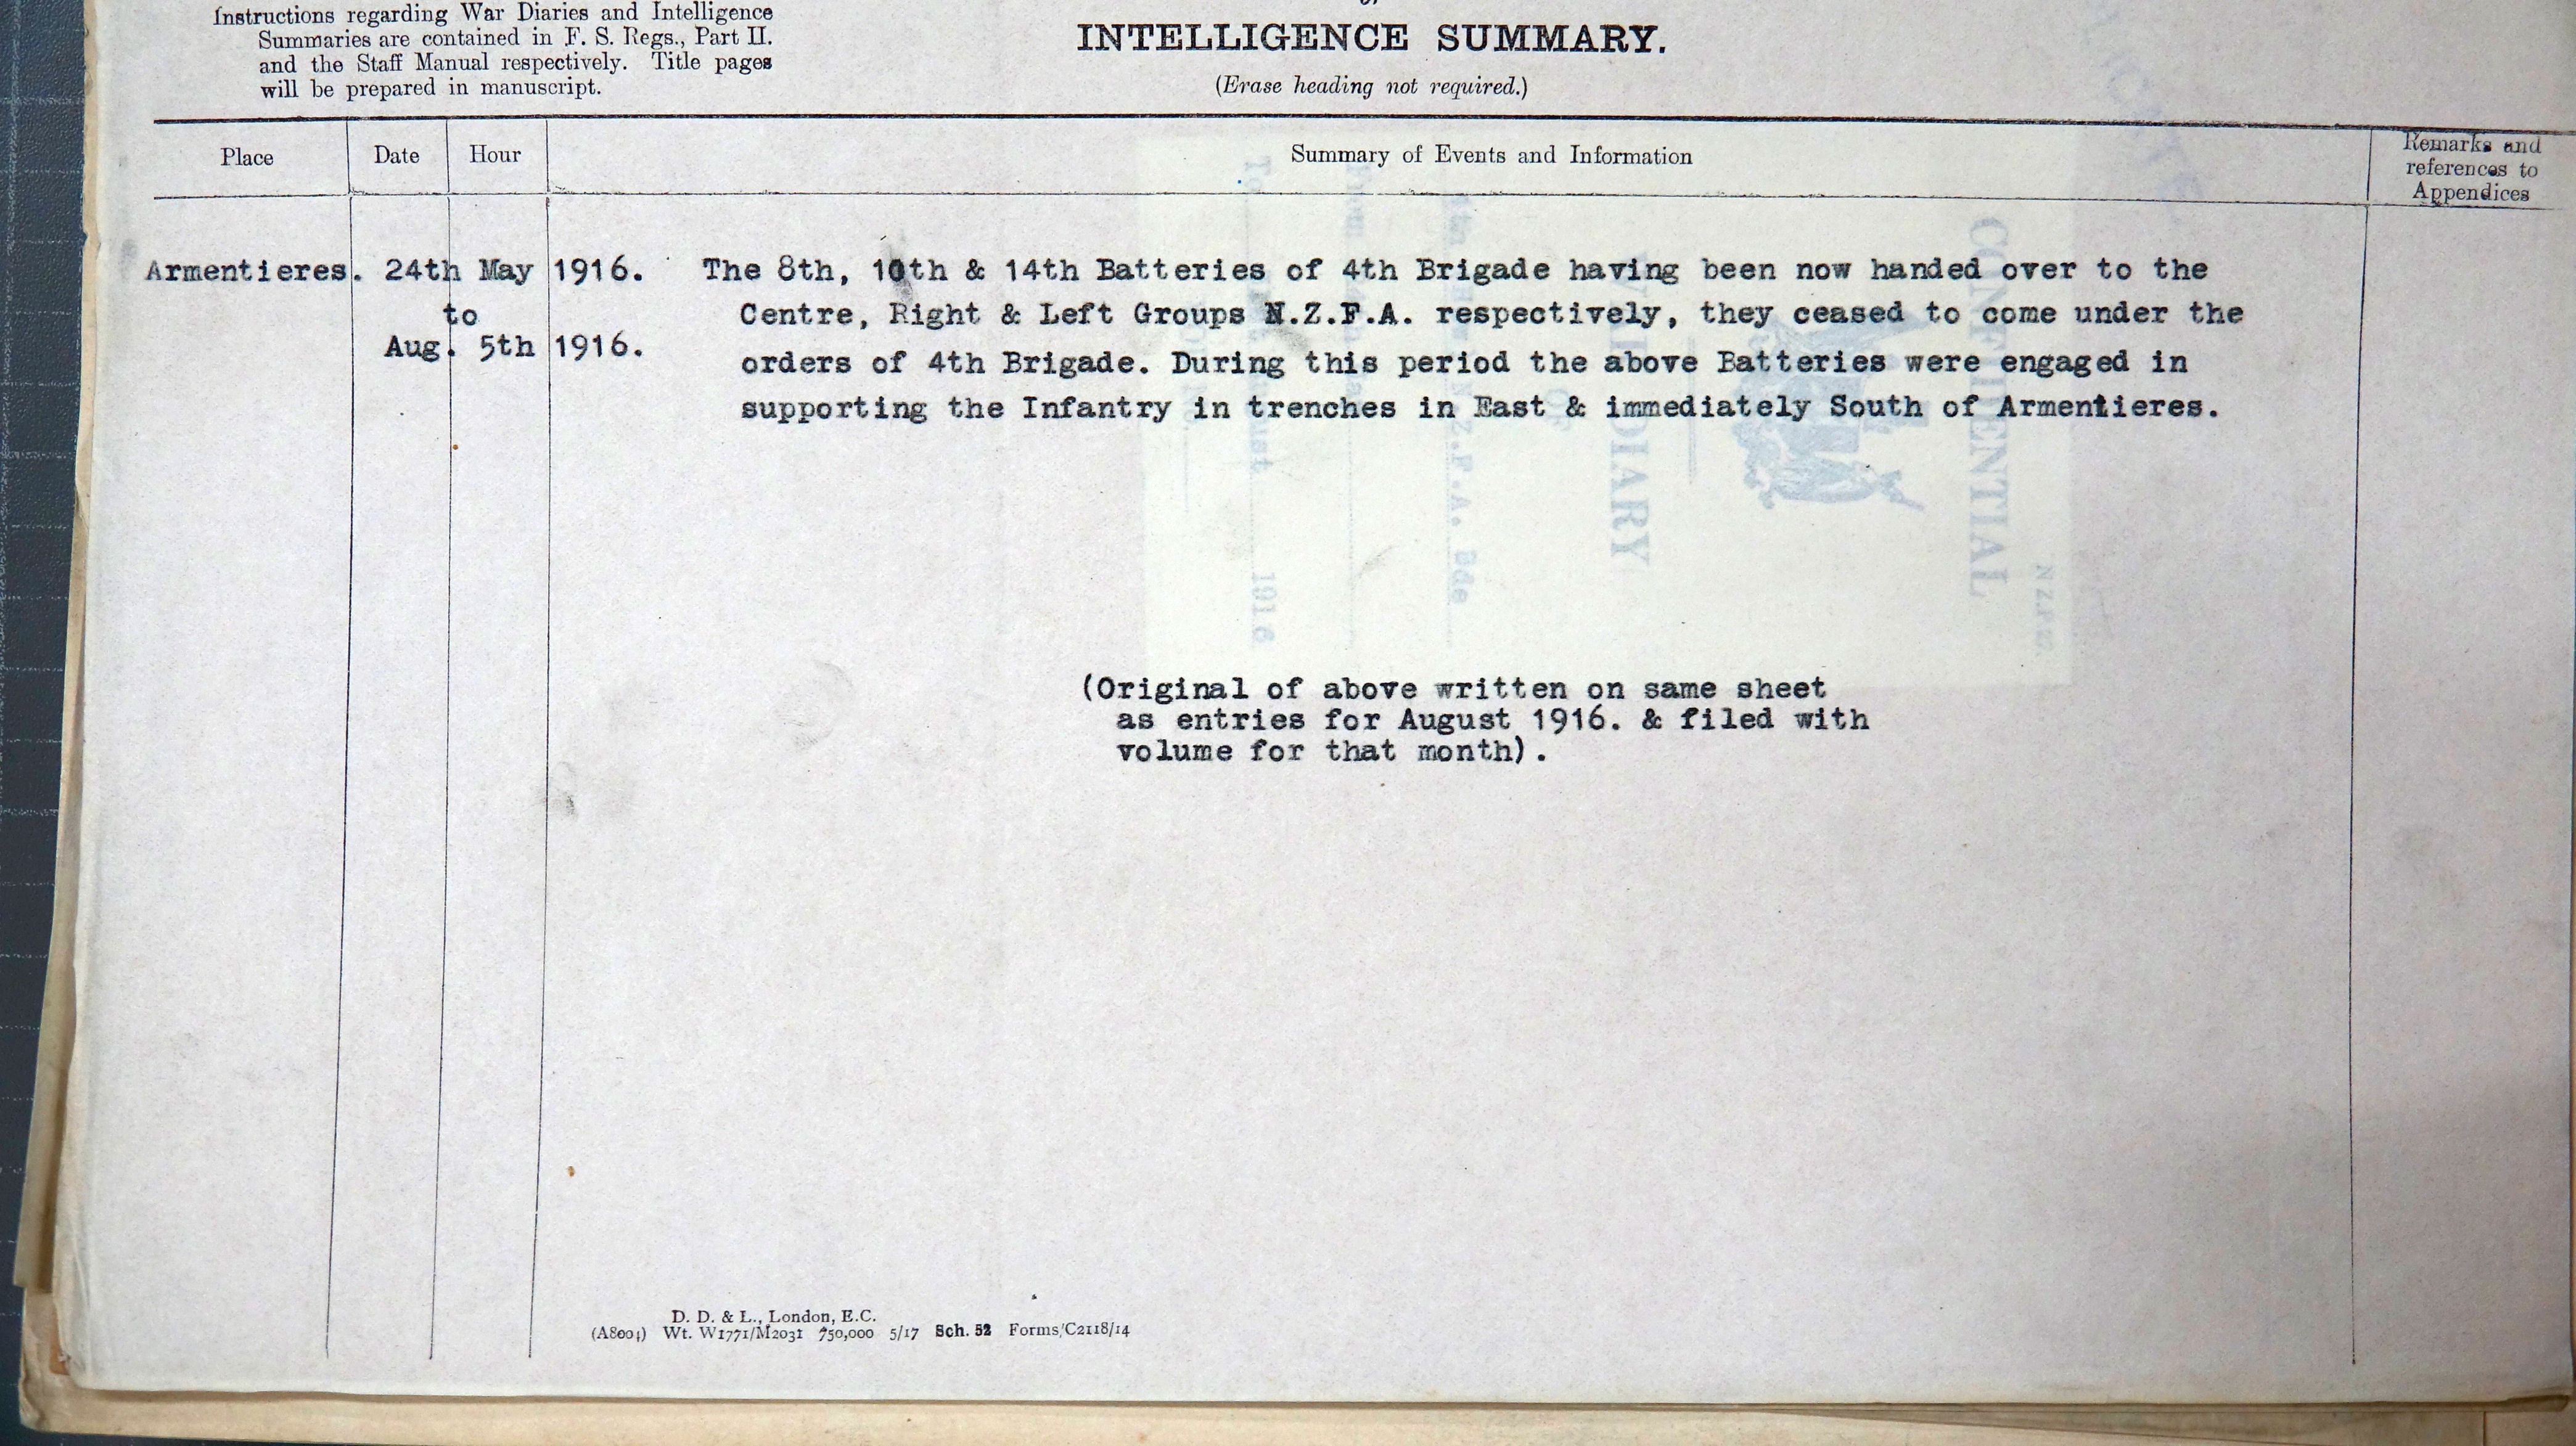 Instructions regarding War Diaries and Intelligence
Summaries are contained in F. S. Regs., Part II.
and the Staff Manual respectively. Title pages
will be prepared in manuscript.
INTELLIGENCE SUMMARY.
(Erase heading not required.)
Place Date Hour Summary of Events and Information Remarks and
references to
Appendices
Armentieres. 24th May 1916. The 8th, 10th & 14th Batteries of 4th Brigade having been now handed over to the
to
Aug. 5th 1916.
Centre, Right & Left Groups N.Z.F.A. respectively, they ceased to come under the
orders of 4th Brigade. During this period the above Batteries were engaged in
supporting the Infantry in trenches in East & immediately South of Armentieres.
(Original of above written on same sheet
as entries for August 1916. & filed with
volume for that month).
D. D. & L., London, E.C.
(A8004) Wt. W1771/M2031 750,000 5/17 Sch. 52 Forms/C2118/14
CONFIDENTIAL
DIARY
Z.F.A. Bde
1916